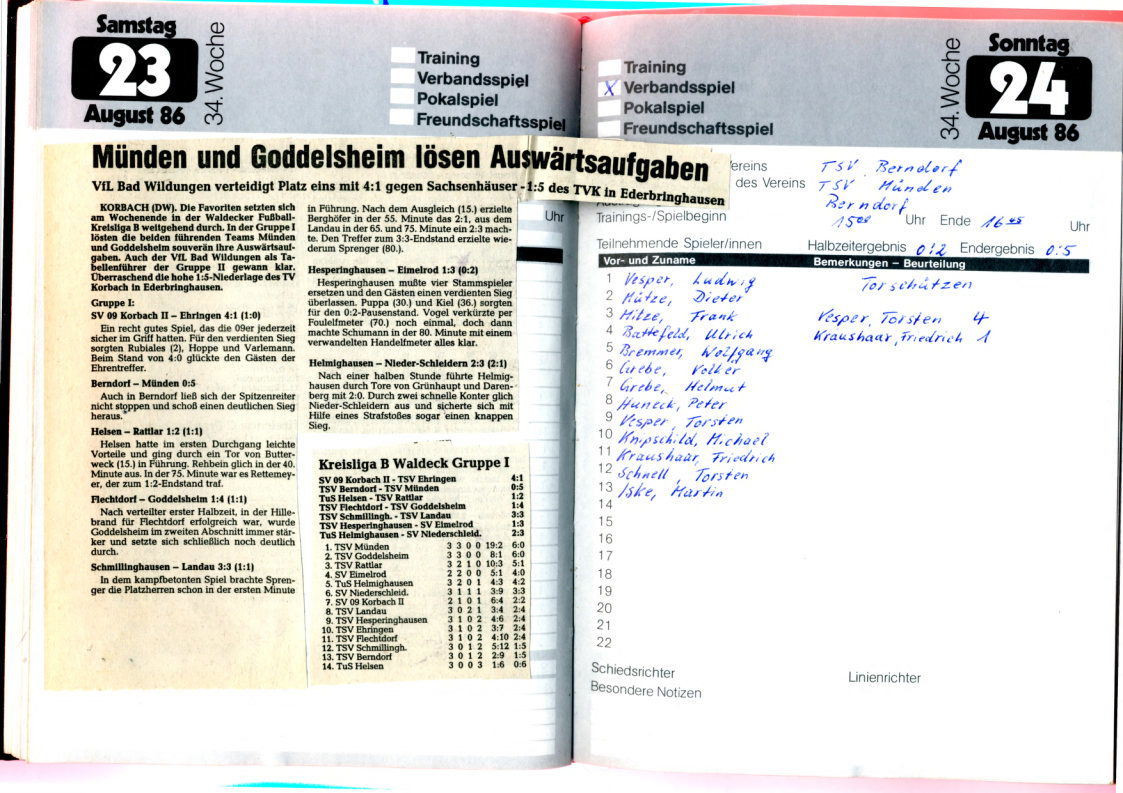 Samstag
23
August 86
34. Woche
Training
Verbandsspiel
Pokalspiel
Freundschaftsspiel
Münden und Goddelsheim lösen Auswärtsaufgaben
VfL Bad Wildungen verteidigt Platz eins mit 4:1 gegen Sachsenhäuser - 1:5 des TVK in Ederbringhausen
KORBACH (DW). Die Favoriten setzten sich
am Wochenende in der Waldecker Fußball-
Kreisliga B weitgehend durch. In der Gruppe I
lösten die beiden führenden Teams Münden
und Goddelsheim souverän ihre Auswärtsauf-
gaben. Auch der VfL Bad Wildungen als Ta-
bellenführer der Gruppe II gewann klar.
Überraschend die hohe 1:5-Niederlage des TV
Korbach in Ederbringhausen.
Gruppe I:
SV 09 Korbach II – Ehringen 4:1 (1:0)
Ein recht gutes Spiel, das die 09er jederzeit
sicher im Griff hatten. Für den verdienten Sieg
sorgten Rubiales (2), Hoppe und Varlemann.
Beim Stand von 4:0 glückte den Gästen der
Ehrentreffer.
Berndorf – Münden 0:5
Auch in Berndorf ließ sich der Spitzenreiter
nicht stoppen und schoß einen deutlichen Sieg
heraus.
Helsen – Rattlar 1:2 (1:1)
Helsen hatte im ersten Durchgang leichte
Vorteile und ging durch ein Tor von Butter-
weck (15.) in Führung. Rehbein glich in der 40.
Minute aus. In der 75. Minute war es Rettemey-
er, der zum 1:2-Endstand traf.
Flechtdorf – Goddelsheim 1:4 (1:1)
Nach verteilter erster Halbzeit, in der Hille-
brand für Flechtdorf erfolgreich war, wurde
Goddelsheim im zweiten Abschnitt immer stär-
ker und setzte sich schließlich noch deutlich
durch.
Schmillinghausen – Landau 3:3 (1:1)
In dem kampfbetonten Spiel brachte Spren-
ger die Platzherren schon in der ersten Minute
in Führung. Nach dem Ausgleich (15.) erzielte
Berghöfer in der 55. Minute das 2:1, aus dem
Landau in der 65. und 75. Minute ein 2:3 mach-
te. Den Treffer zum 3:3-Endstand erzielte wie-
derum Sprenger (80.).
Hesperinghausen – Eimelrod 1:3 (0:2)
Hesperinghausen mußte vier Stammspieler
ersetzen und den Gästen einen verdienten Sieg
überlassen. Puppa (30.) und Kiel (36.) sorgten
für den 0:2-Pausenstand. Vogel verkürzte per
Foulelfmeter (70.) noch einmal, doch dann
machte Schumann in der 80. Minute mit einem
verwandelten Handelfmeter alles klar.
Helmighausen – Nieder-Schleidern 2:3 (2:1)
Nach einer halben Stunde führte Helmig-
hausen durch Tore von Grünhaupt und Daren-
berg mit 2:0. Durch zwei schnelle Konter glich
Nieder-Schleidern aus und sicherte sich mit
Hilfe eines Strafstoßes sogar einen knappen
Sieg.
Kreisliga B Waldeck Gruppe I
SV 09 Korbach II - TSV Ehringen 4:1
TSV Berndorf - TSV Münden 0:5
TuS Helsen - TSV Rattlar 1:2
TSV Flechtdorf - TSV Goddelsheim 1:4
TSV Schmillingh. - TSV Landau 3:3
TSV Hesperinghausen - SV Eimelrod 1:3
TuS Helmighausen - SV Niederschleid. 2:3
1. TSV Münden 3 3 0 0 19:2 6:0
2. TSV Goddelsheim 3 3 0 0 8:1 6:0
3. TSV Rattlar 3 2 1 0 10:3 5:1
4. SV Eimelrod 2 2 0 0 5:1 4:0
5. TuS Helmighausen 3 2 0 1 4:3 4:2
6. SV Niederschleid. 3 1 1 1 3:9 3:3
7. SV 09 Korbach II 2 1 0 1 6:4 2:2
8. TSV Landau 3 0 2 1 3:4 2:4
9. TSV Hesperinghausen 3 1 0 2 4:6 2:4
10. TSV Ehringen 3 1 0 2 3:7 2:4
11. TSV Flechtdorf 3 1 0 2 4:10 2:4
12. TSV Schmillingh. 3 0 1 2 5:12 1:5
13. TSV Berndorf 3 0 1 2 2:9 1:5
14. TuS Helsen 3 0 0 3 1:6 0:6
Uhr
Sonntag
24
August 86
34. Woche
Training
X Verbandsspiel
Pokalspiel
Freundschaftsspiel
ereins TSV Berndorf
des Vereins TSV Münden
Berndorf
Trainings-/Spielbeginn 15 00 Uhr Ende 16 45 Uhr
Teilnehmende Spieler/innen Halbzeitergebnis 0:2 Endergebnis 0:5
Vor- und Zuname Bemerkungen – Beurteilung
1 Vesper, Ludwig Torschützen
2 Mütze, Dieter
3 Mitze, Frank Vesper, Torsten 4
4 Battefeld, Ulrich Kraushaar, Friedrich 1
5 Bremmer, Wolfgang
6 Grebe, Volker
7 Grebe, Helmut
8 Huneck, Peter
9 Vesper, Torsten
10 Knipschild, Michael
11 Kraushaar, Friedrich
12 Schnell, Torsten
13 Iske, Martin
14
15
16
17
18
19
20
21
22
Schiedsrichter Linienrichter
Besondere Notizen